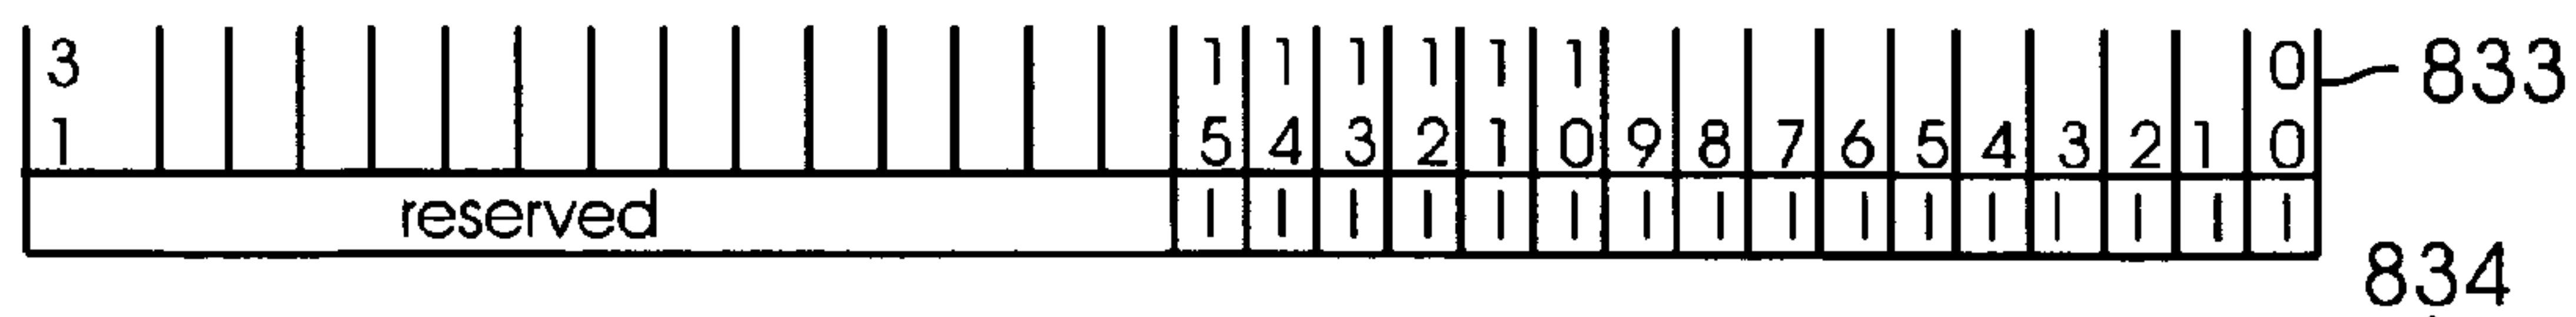 3 1 1 1 1 1 1 0 833
1 5 4 3 2 1 0 9 8 7 6 5 4 3 2 1 0
reserved I I I I I I I I I I I I I I I I
834